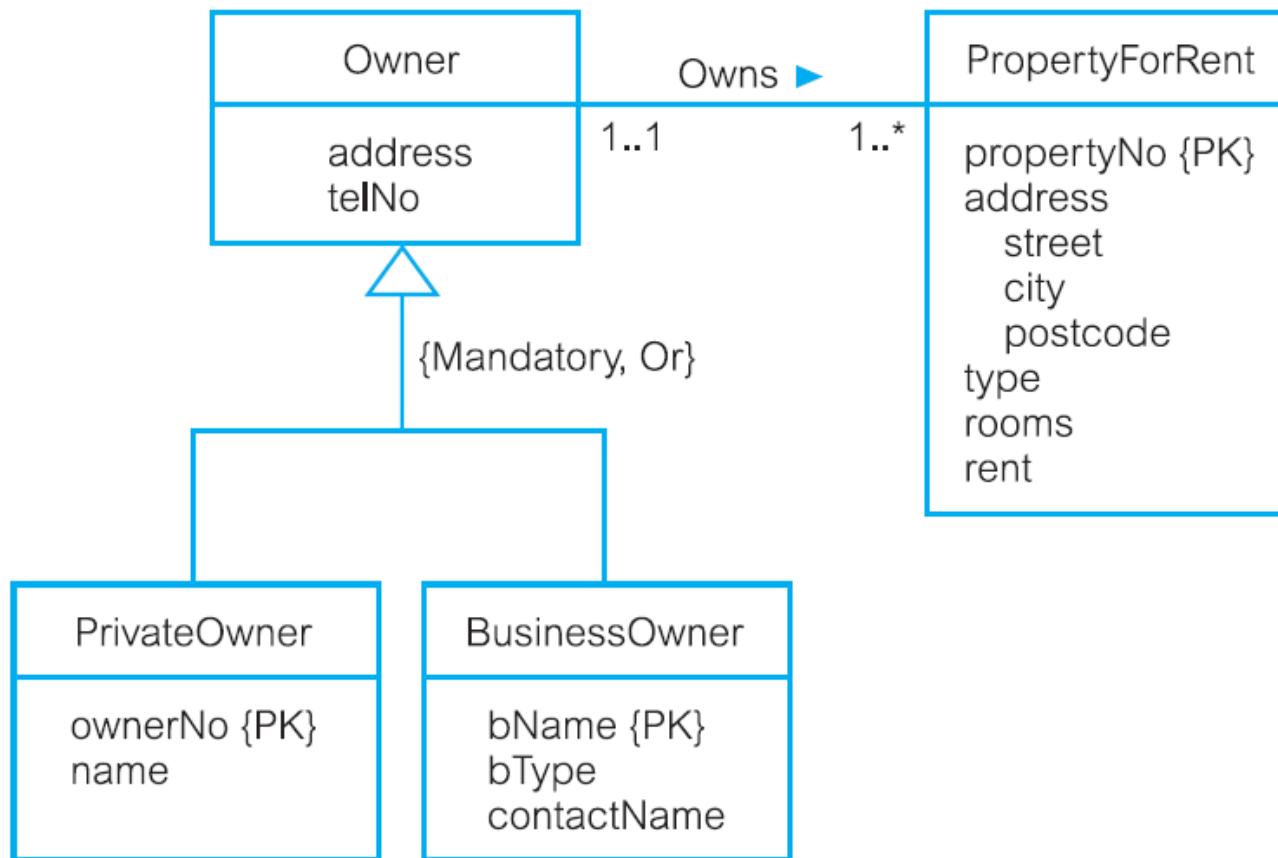 Owner
address
telNo
Owns ►
1..1
1..*
PropertyForRent
propertyNo {PK}
address
street
city
postcode
type
rooms
rent
{Mandatory, Or}
PrivateOwner
ownerNo {PK}
name
BusinessOwner
bName {PK}
bType
contactName